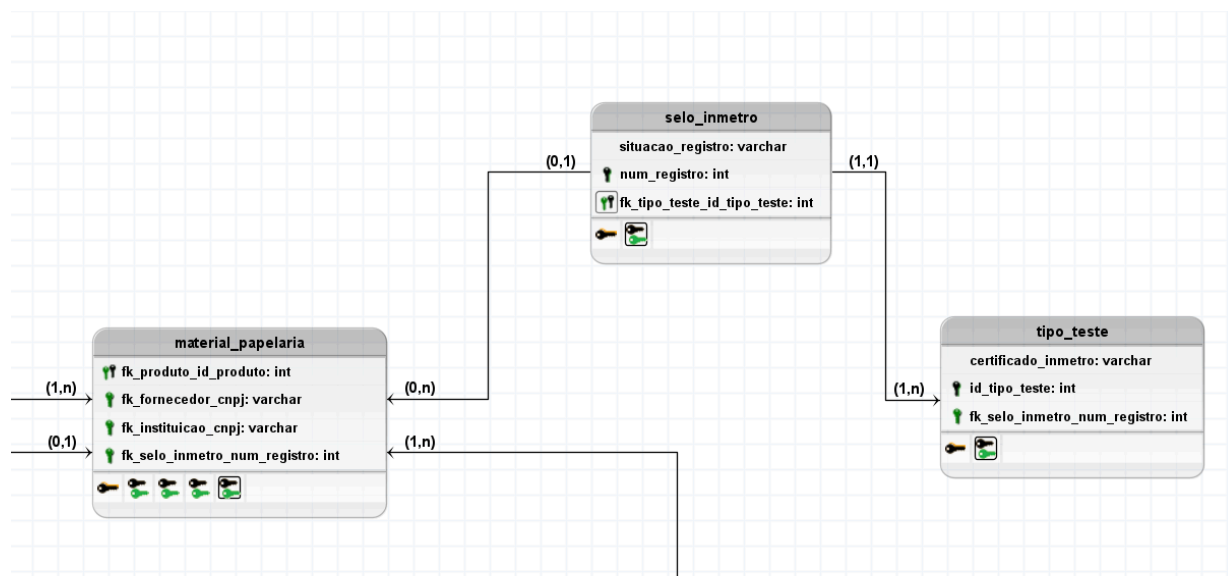 selo_inmetro
situacao_registro: varchar
(0,1)
(1,1)
num_registro: int
fk_tipo_teste_id_tipo_teste: int
material_papelaria
fk_produto_id_produto: int
(1,n)
fk_fornecedor_cnpj: varchar
(0,n)
fk_instituicao_cnpj: varchar
(0,1)
fk_selo_inmetro_num_registro: int
(1,n)
tipo_teste
certificado_inmetro: varchar
(1,n)
id_tipo_teste: int
fk_selo_inmetro_num_registro: int